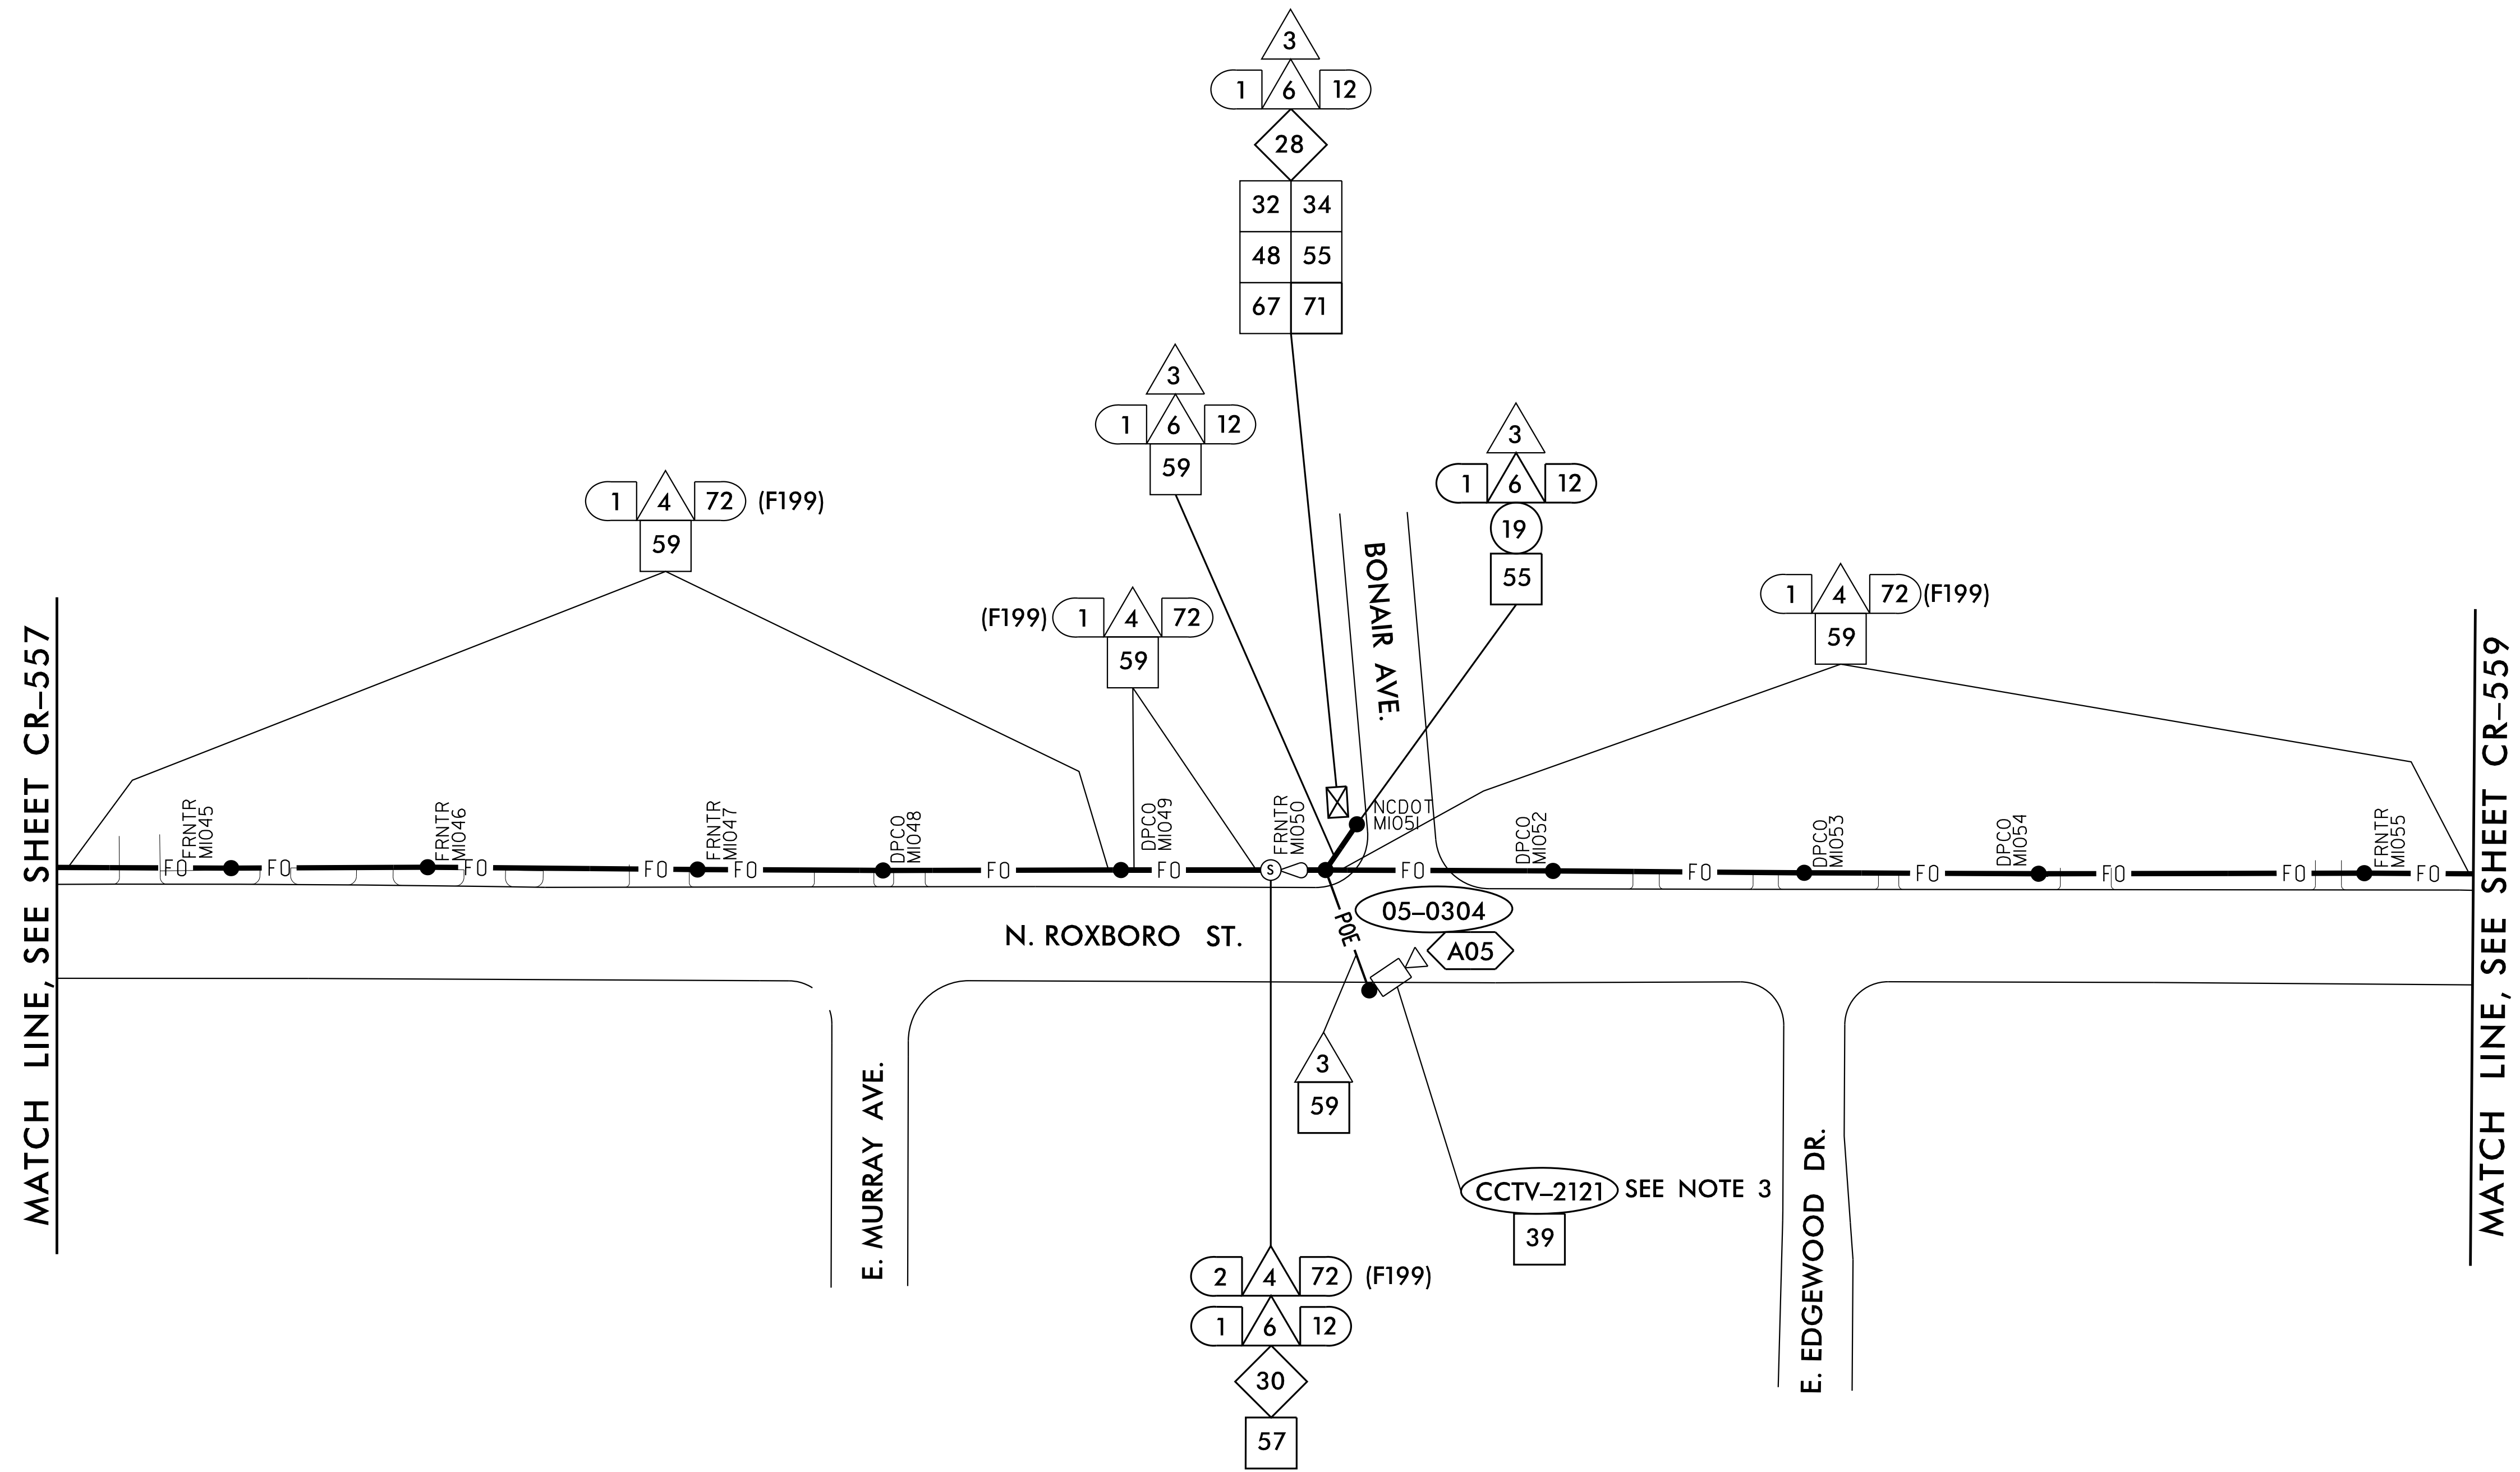 3
1 6 12
28
32 34
48 55
67 71
3
1 6 12
59
3
1 6 12
19
55
1 4 72 (F199)
59
(F199) 1 4 72
59
1 4 72 (F199)
59
BONAIR AVE.
MATCH LINE, SEE SHEET CR–557
MATCH LINE, SEE SHEET CR–559
FRNTR
MI045
FRNTR
MI046
FRNTR
MI047
DPCO
MI048
DPCO
MI049
FRNTR
MI050
NCDOT
MI051
DPCO
MI052
DPCO
MI053
DPCO
MI054
FRNTR
MI055
FO FO FO FO FO FO FO S FO FO FO FO FO FO
05–0304
POE
A05
N. ROXBORO ST.
3
59
E. MURRAY AVE.
E. EDGEWOOD DR.
CCTV–2121 SEE NOTE 3
39
2 4 72 (F199)
1 6 12
30
57